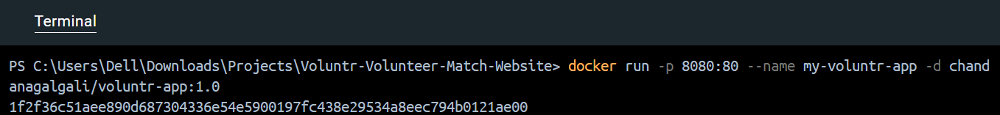 Terminal
PS C:\Users\Dell\Downloads\Projects\Voluntr-Volunteer-Match-Website> docker run -p 8080:80 --name my-voluntr-app -d chand
anagalgali/voluntr-app:1.0
1f2f36c51aee890d687304336e54e5900197fc438e29534a8eec794b0121ae00